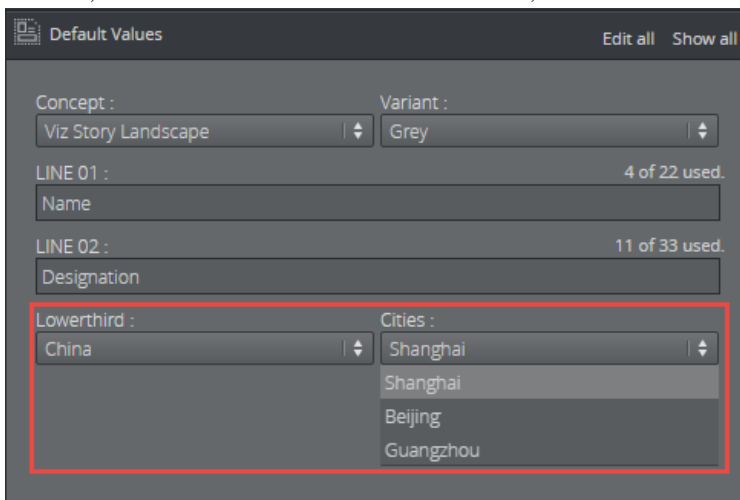 Default Values
Edit all Show all
Concept :
Variant :
Viz Story Landscape
Grey
LINE 01 :
4 of 22 used.
Name
LINE 02 :
11 of 33 used.
Designation
Lowerthird :
Cities :
China
Shanghai
Shanghai
Beijing
Guangzhou